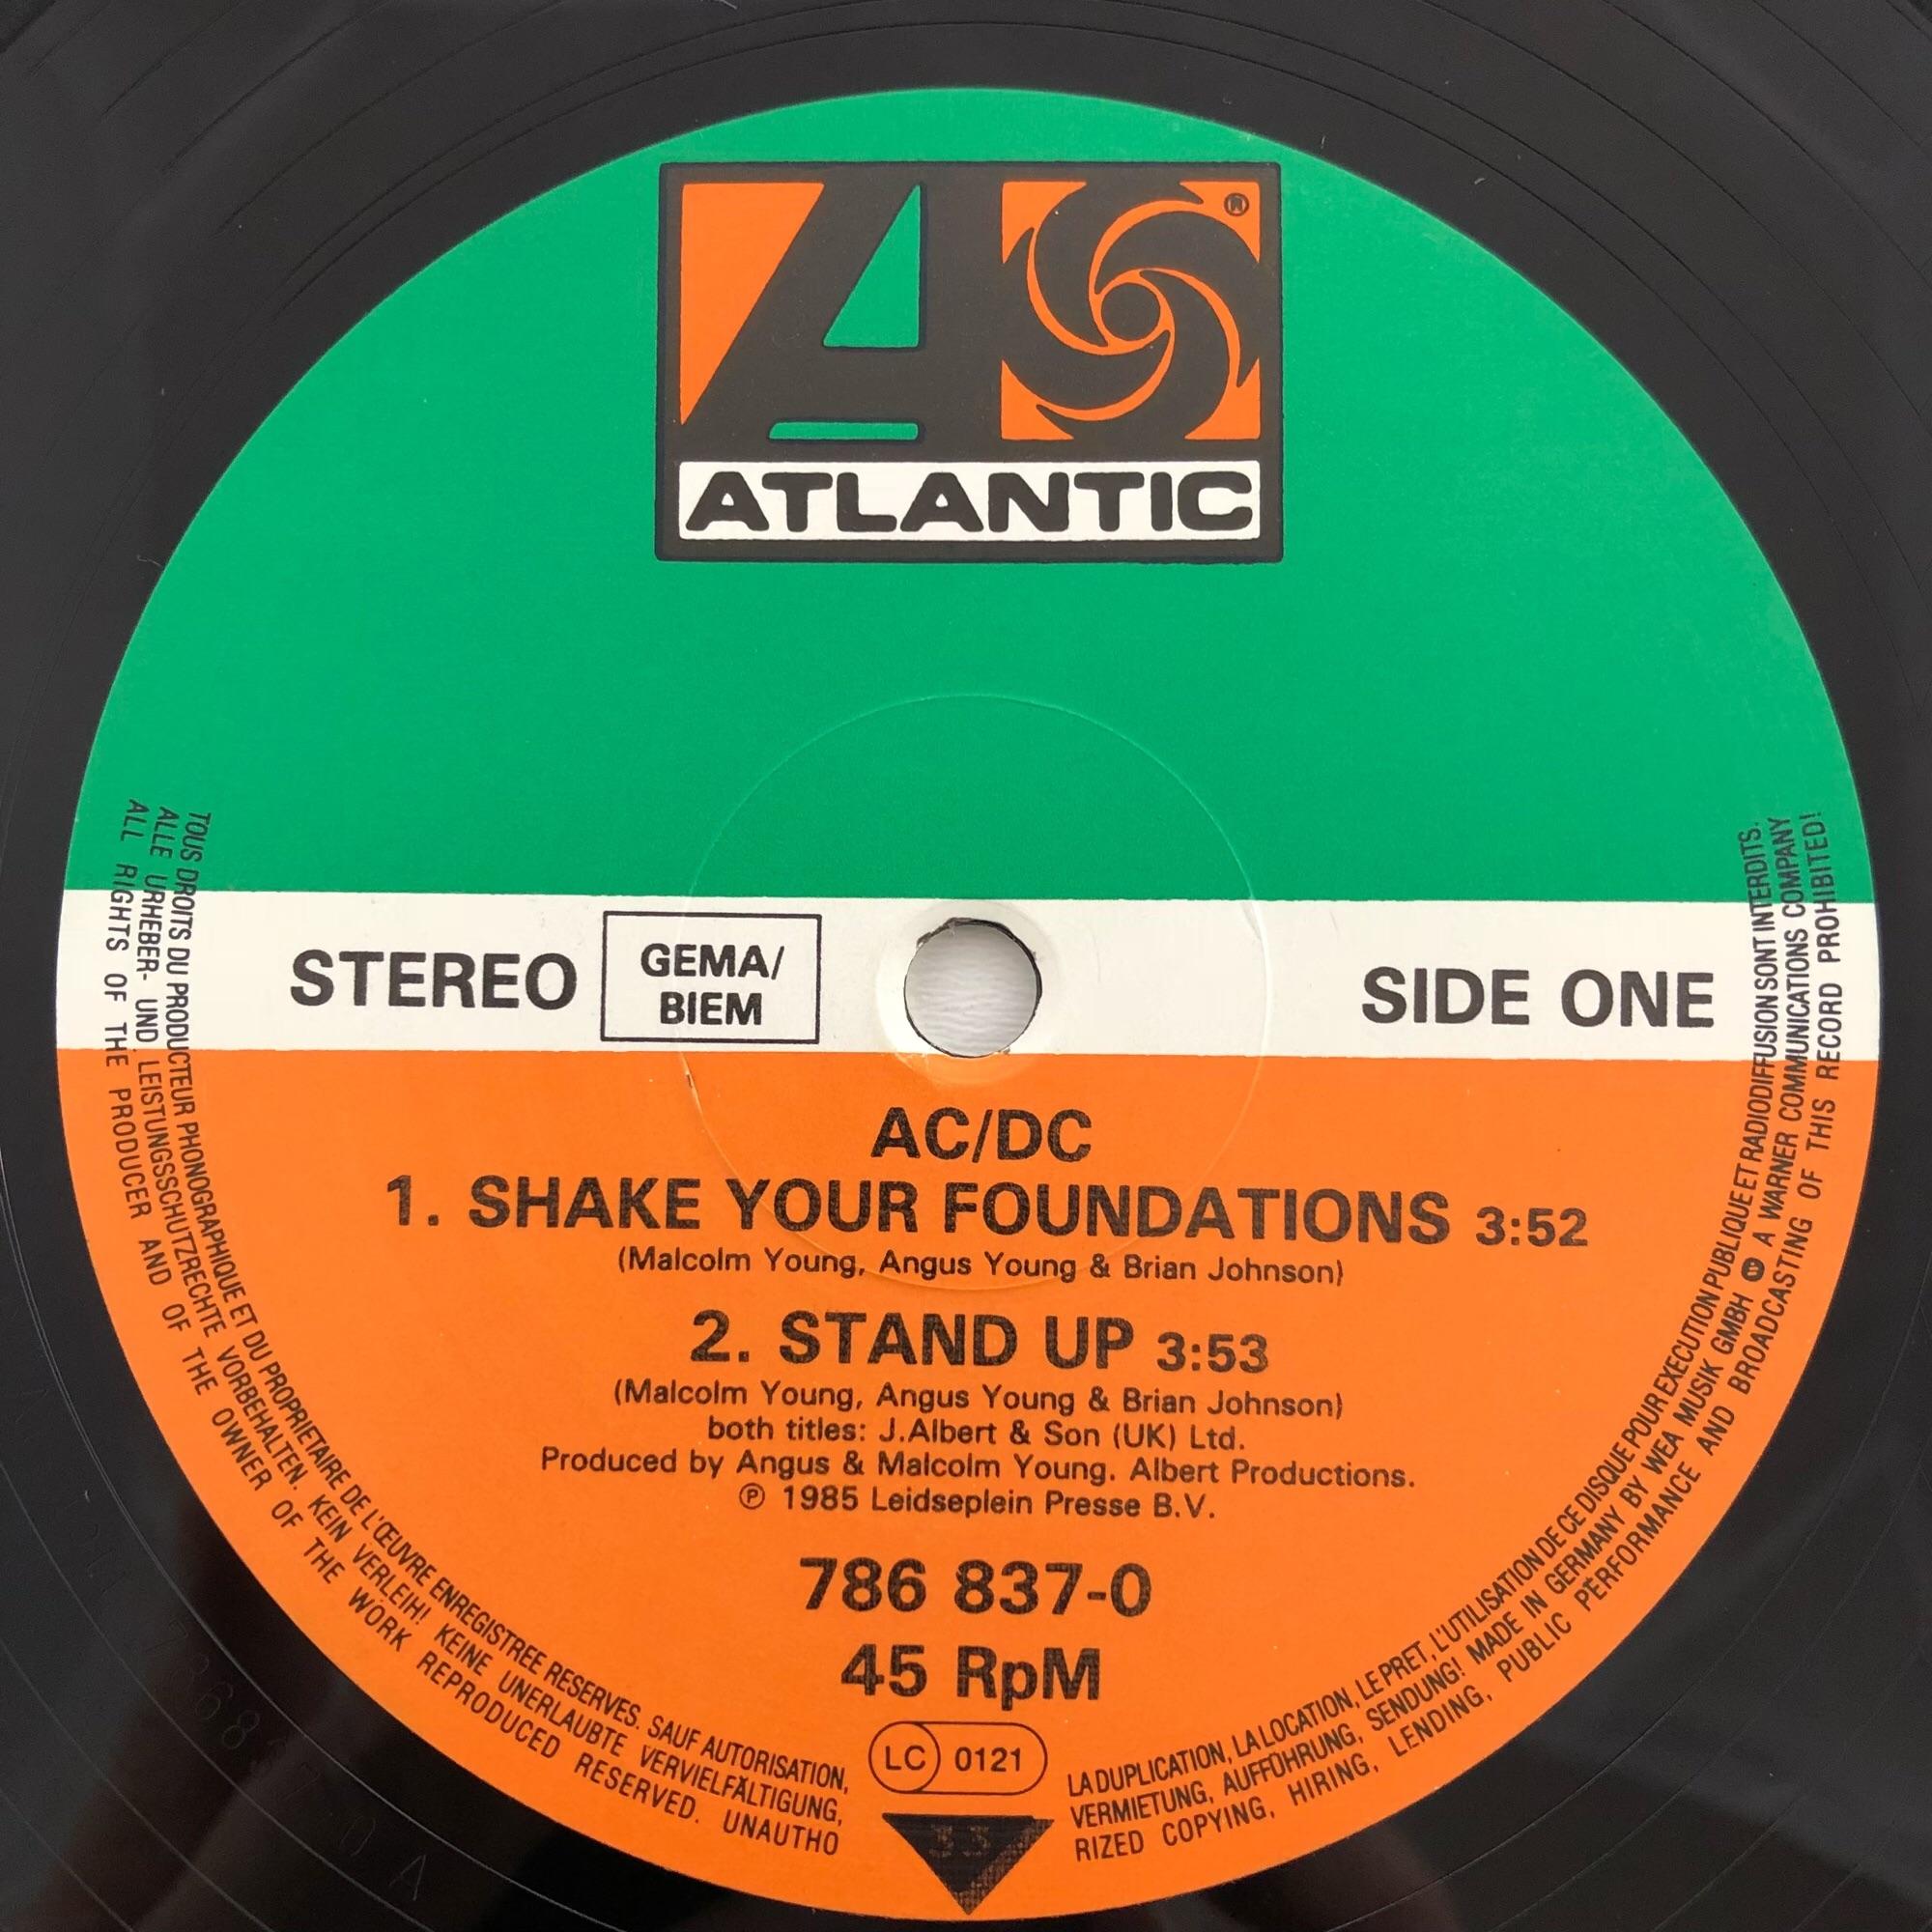 ®
ATLANTIC
STEREO
GEMA/
BIEM
SIDE ONE
AC/DC
1. SHAKE YOUR FOUNDATIONS 3:52
(Malcolm Young, Angus Young & Brian Johnson)
2. STAND UP 3:53
(Malcolm Young, Angus Young & Brian Johnson)
both titles: J.Albert & Son (UK) Ltd.
Produced by Angus & Malcolm Young. Albert Productions.
℗ 1985 Leidseplein Presse B.V.
786 837-0
45 RpM
LC 0121
33
TOUS DROITS DU PRODUCTEUR PHONOGRAPHIQUE ET DU PROPRIETAIRE DE L'ŒUVRE ENREGISTREE RESERVES. SAUF AUTORISATION, LA DUPLICATION, LA LOCATION, LE PRET, L'UTILISATION DE CE DISQUE POUR EXECUTION PUBLIQUE ET RADIODIFFUSION SONT INTERDITS.
ALLE URHEBER- UND LEISTUNGSSCHUTZRECHTE VORBEHALTEN. KEIN VERLEIH! KEINE UNERLAUBTE VERVIELFÄLTIGUNG, VERMIETUNG, AUFFÜHRUNG, SENDUNG! MADE IN GERMANY BY WEA MUSIK GMBH A WARNER COMMUNICATIONS COMPANY
ALL RIGHTS OF THE PRODUCER AND OF THE OWNER OF THE WORK REPRODUCED RESERVED. UNAUTHORIZED COPYING, HIRING, LENDING, PUBLIC PERFORMANCE AND BROADCASTING OF THIS RECORD PROHIBITED!